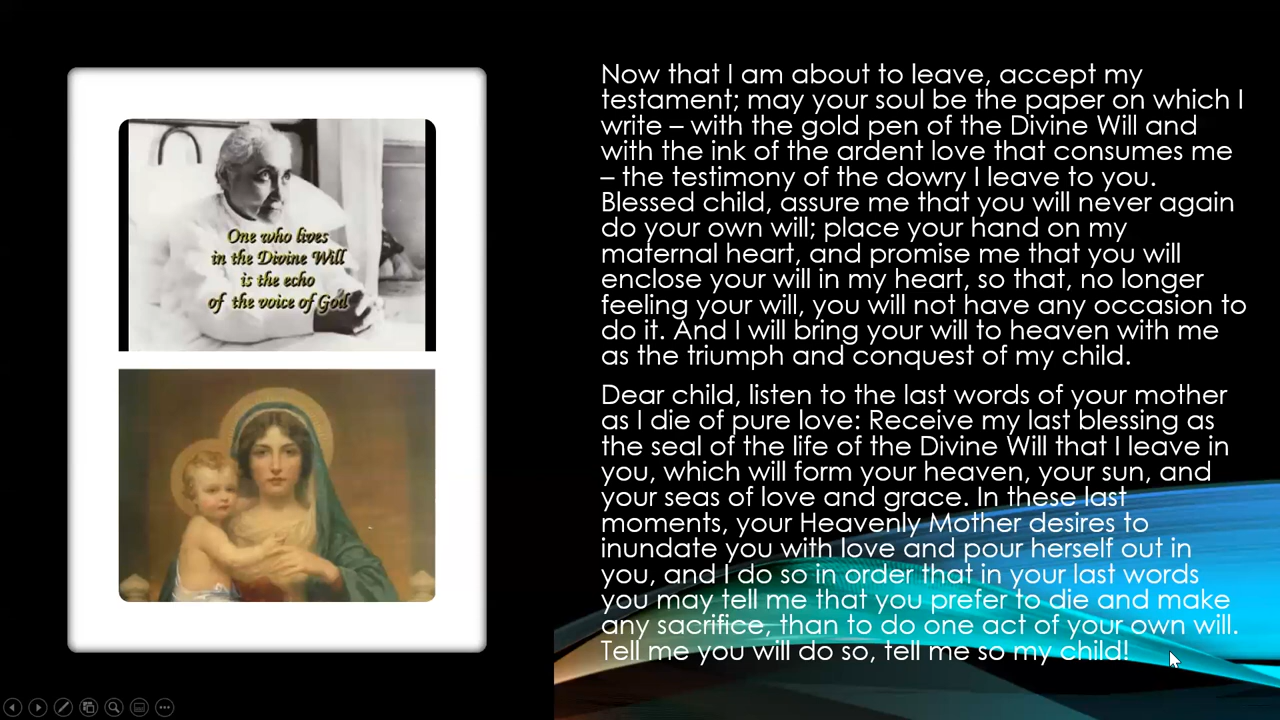 One who lives
in the Divine Will
is the echo
of the voice of God
Now that I am about to leave, accept my
testament; may your soul be the paper on which I
write – with the gold pen of the Divine Will and
with the ink of the ardent love that consumes me
– the testimony of the dowry I leave to you.
Blessed child, assure me that you will never again
do your own will; place your hand on my
maternal heart, and promise me that you will
enclose your will in my heart, so that, no longer
feeling your will, you will not have any occasion to
do it. And I will bring your will to heaven with me
as the triumph and conquest of my child.
Dear child, listen to the last words of your mother
as I die of pure love: Receive my last blessing as
the seal of the life of the Divine Will that I leave in
you, which will form your heaven, your sun, and
your seas of love and grace. In these last
moments, your Heavenly Mother desires to
inundate you with love and pour herself out in
you, and I do so in order that in your last words
you may tell me that you prefer to die and make
any sacrifice, than to do one act of your own will.
Tell me you will do so, tell me so my child!